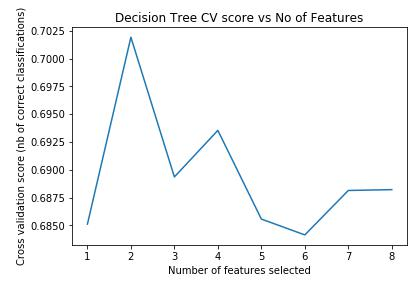 Decision Tree CV score vs No of Features
Cross validation score (nb of correct classifications)
0.7025
0.7000
0.6975
0.6950
0.6925
0.6900
0.6875
0.6850
1 2 3 4 5 6 7 8
Number of features selected